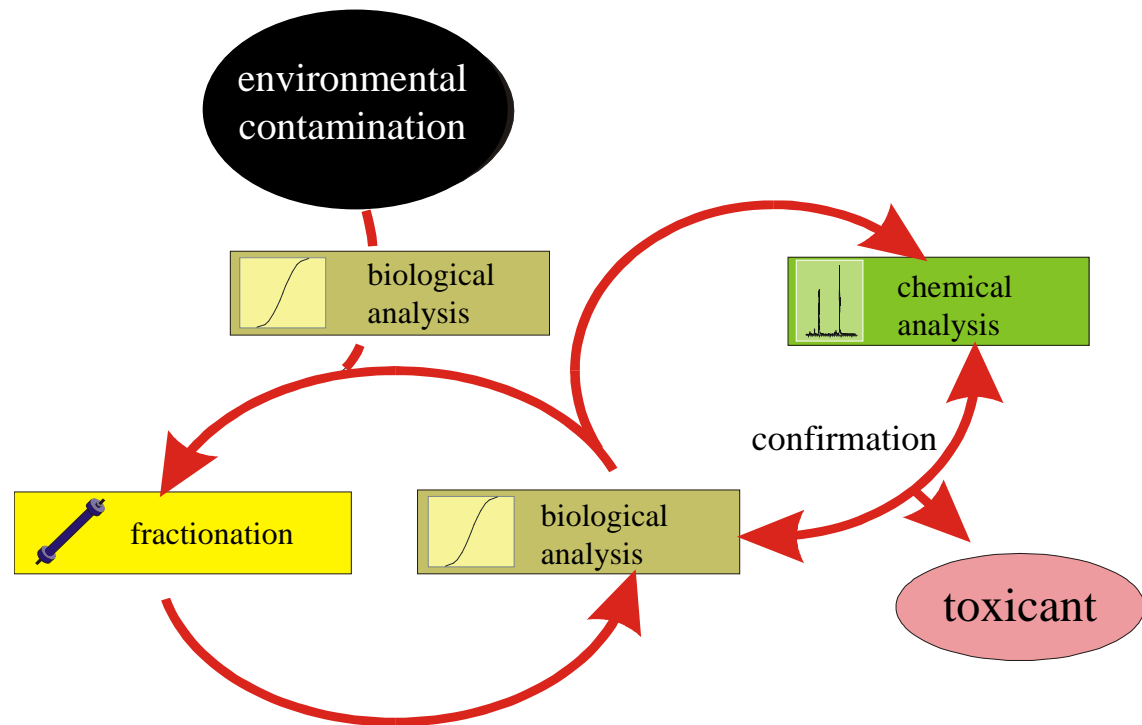 environmental
contamination
biological
analysis
chemical
analysis
confirmation
fractionation
biological
analysis
toxicant